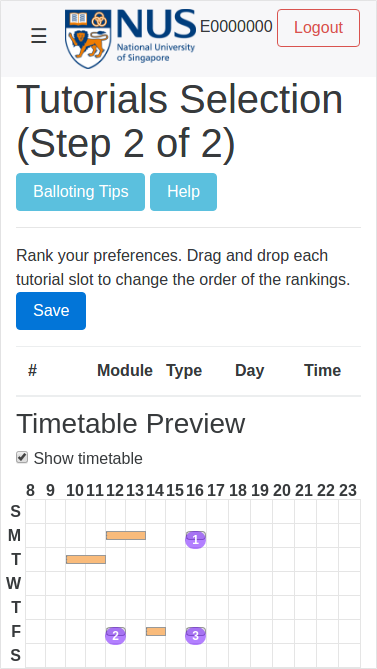 ☰ NUS National University of Singapore E0000000 Logout
Tutorials Selection
(Step 2 of 2)
Balloting Tips Help
Rank your preferences. Drag and drop each
tutorial slot to change the order of the rankings.
Save
# Module Type Day Time
Timetable Preview
Show timetable
8 9 10 11 12 13 14 15 16 17 18 19 20 21 22 23
S
M 1
T
W
T
F 2 3
S